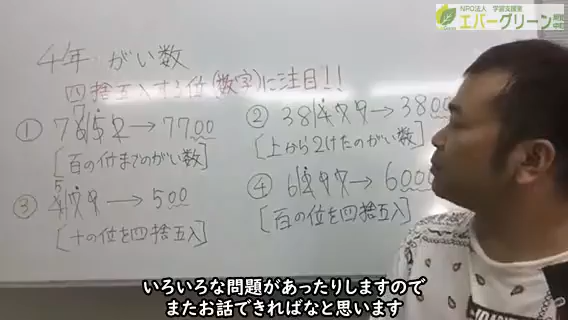 NPO法人 学習支援塾
エバーグリーン
4年 がい数
四捨五入する位(数字)に注目!!
① 7652→7700
[百の位までのがい数]
② 38499→3800
[上から2けたのがい数]
③ 499→500
[十の位を四捨五入]
④ 6→6000
[百の位を四捨五入]
いろいろな問題があったりしますので
またお話できればなと思います